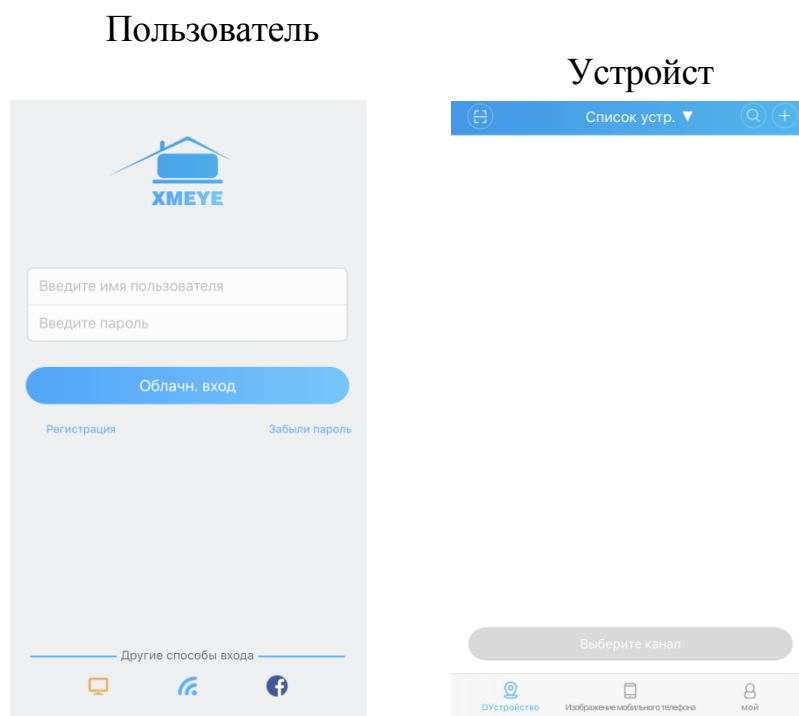 Пользователь
Устройст
XMEYE
Введите имя пользователя
Введите пароль
Облачн. вход
Регистрация
Забыли пароль
Другие способы входа
Список устр. ▼
Выберите канал
DУстройство
Изображение мобильного телефона
мой